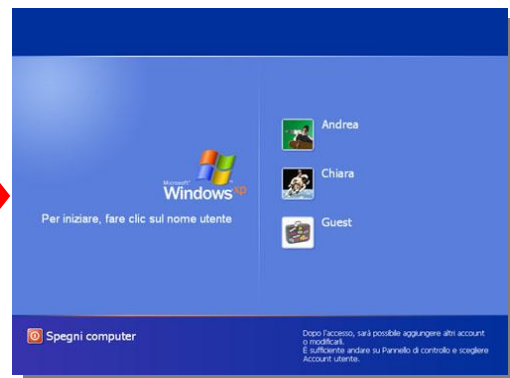 Andrea
Chiara
Guest
Microsoft
Windows xp
Per iniziare, fare clic sul nome utente
Spegni computer
Dopo l'accesso, sarà possibile aggiungere altri account
o modificarli.
È sufficiente andare su Pannello di controllo e scegliere
Account utente.